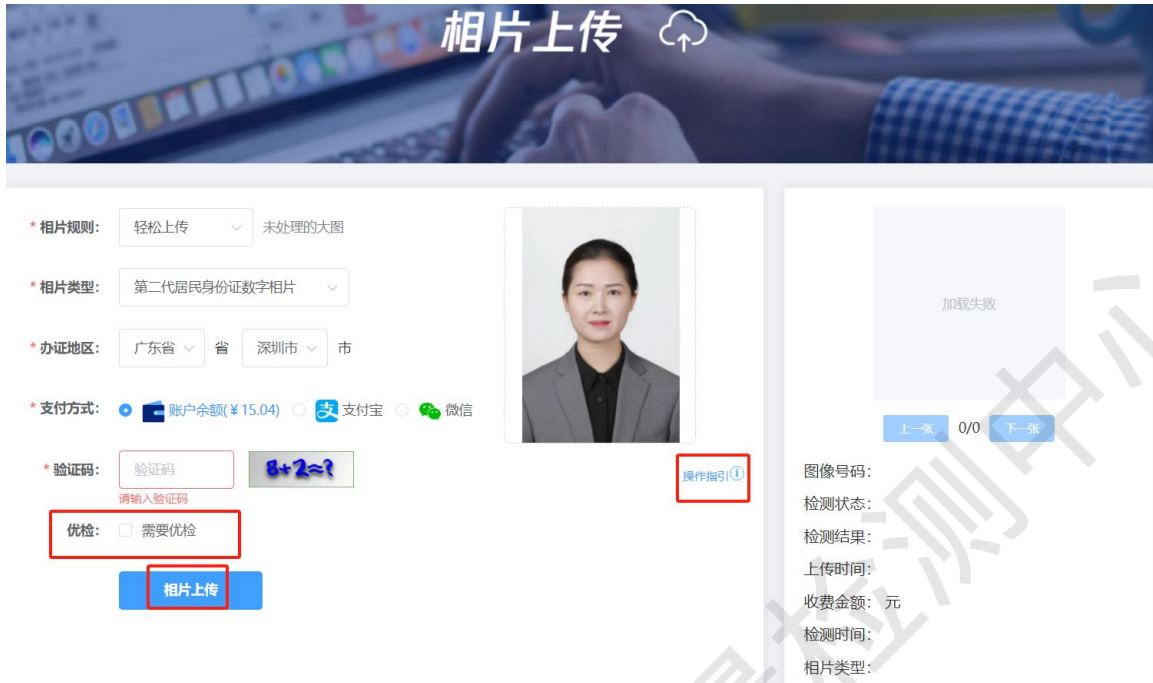 相片上传
* 相片规则： 轻松上传 未处理的大图
* 相片类型： 第二代居民身份证数字相片
* 办证地区： 广东省 省 深圳市 市
* 支付方式： 账户余额(¥15.04) 支付宝 微信
* 验证码： 验证码 8+2≈?
请输入验证码
操作指引
优检： 需要优检
相片上传
加载失败
上一张 0/0 下一张
图像号码：
检测状态：
检测结果：
上传时间：
收费金额： 元
检测时间：
相片类型：
检测中心